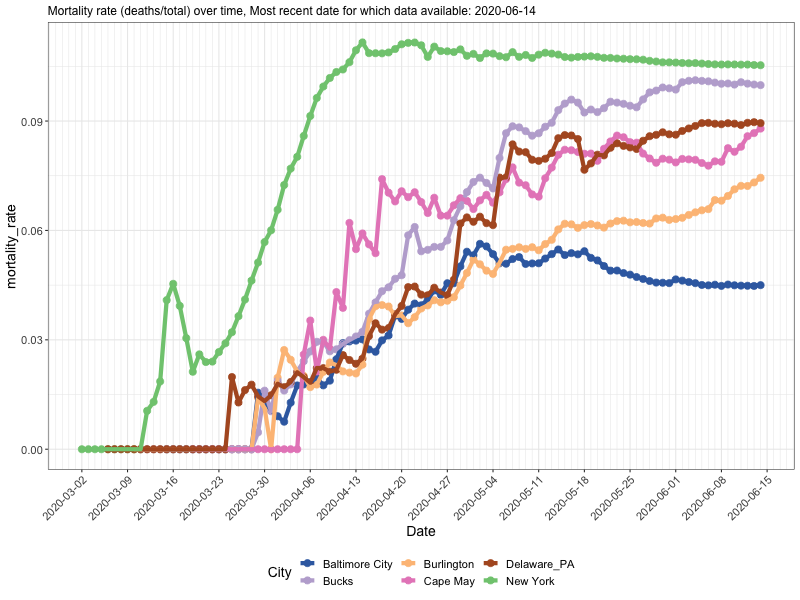 Mortality rate (deaths/total) over time, Most recent date for which data available: 2020-06-14
mortality_rate
0.09
0.06
0.03
0.00
2020-03-02
2020-03-09
2020-03-16
2020-03-23
2020-03-30
2020-04-06
2020-04-13
2020-04-20
2020-04-27
2020-05-04
2020-05-11
2020-05-18
2020-05-25
2020-06-01
2020-06-08
2020-06-15
Date
City
Baltimore City
Burlington
Delaware_PA
Bucks
Cape May
New York